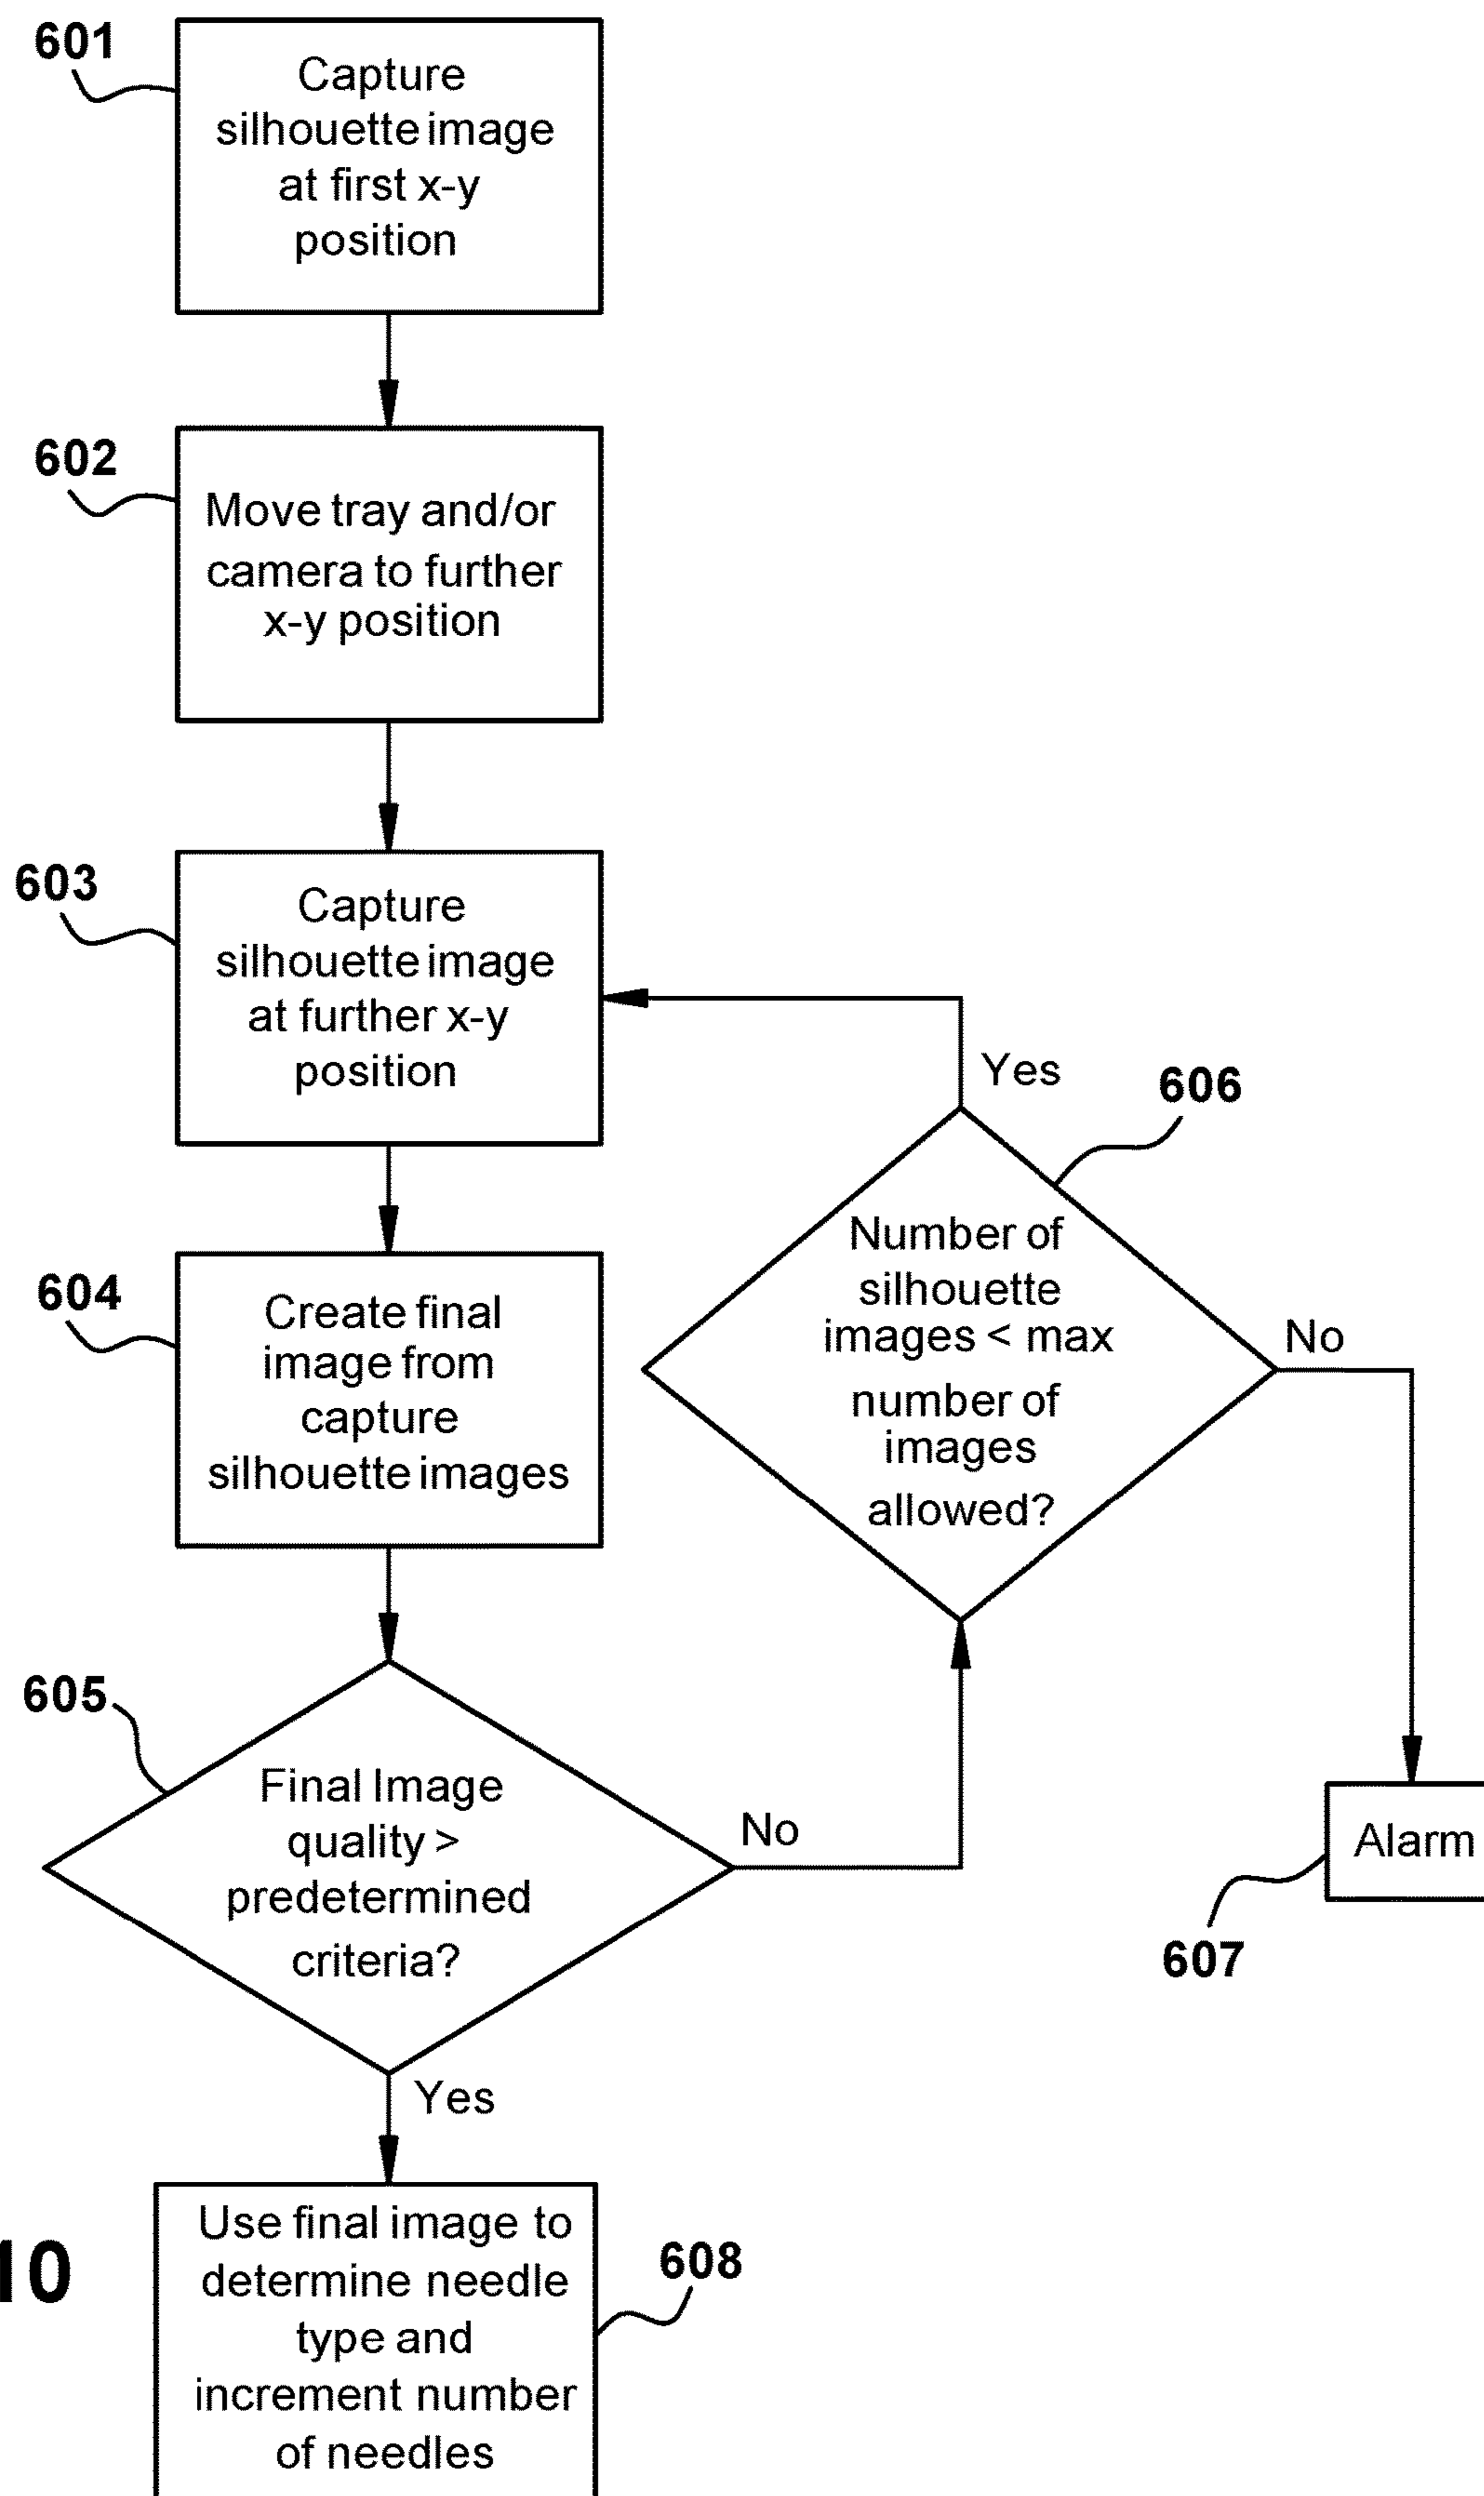 601
Capture
silhouette image
at first x-y
position
602
Move tray and/or
camera to further
x-y position
603
Capture
silhouette image
at further x-y
position
Yes
606
604
Create final
image from
capture
silhouette images
Number of
silhouette
images < max
number of
images
allowed?
No
605
Final Image
quality >
predetermined
criteria?
No
Alarm
607
Yes
10
Use final image to
determine needle
type and
increment number
of needles
608